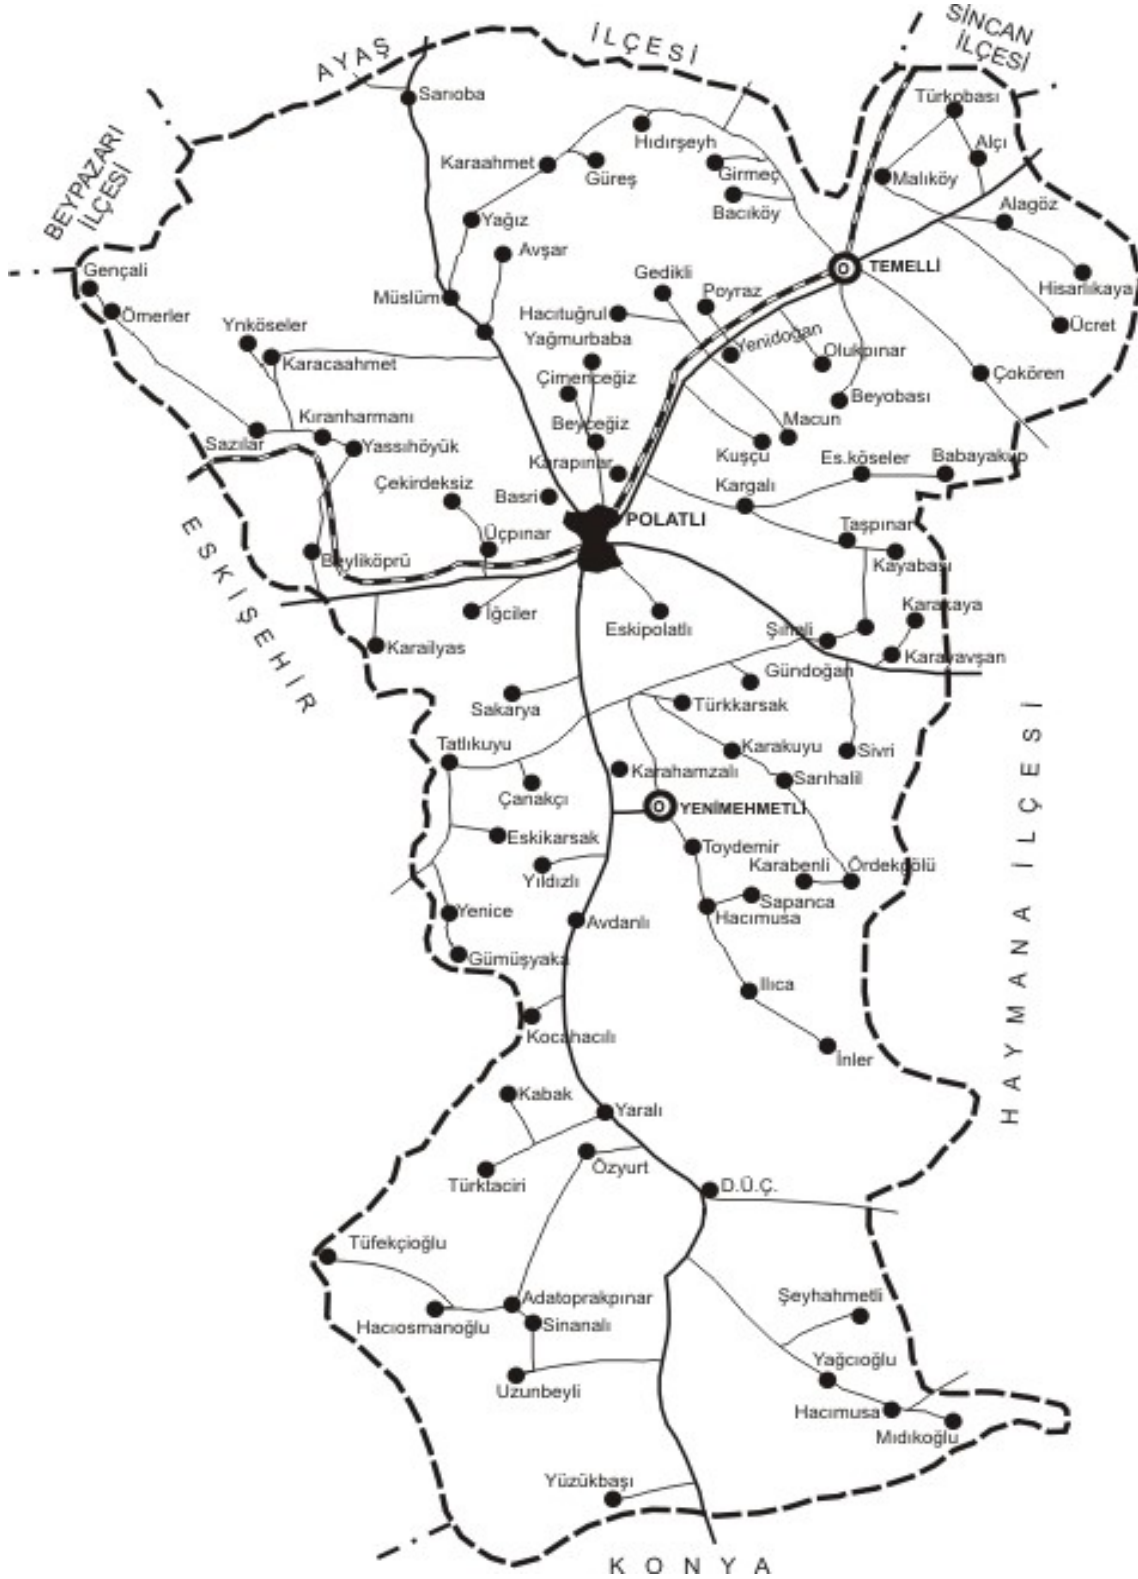 SİNCAN
İLÇESİ
AYAŞ
İLÇESİ
BEYPAZARI
İLÇESİ
Sarıoba
Türkobası
Hıdırşeyh
Alçı
Karaahmet
Güreş
Girmeç
Malıköy
Bacıköy
Alagöz
Yağız
Avşar
Gençali
Gedikli
TEMELLİ
Hisarlıkaya
Müslüm
Poyraz
Ömerler
Hacıtuğrul
Ücret
Ynköseler
Yağmurbaba
Yenidoğan
Olukpınar
Karacaahmet
Çimenceğiz
Çokören
Beyobası
Kıranharmanı
Beyceğiz
Macun
Sazılar
Yassıhöyük
Kuşçu
Es.köseler
Babayakup
Karapınar
Çekirdeksiz
Basri
Kargalı
POLATLI
Taşpınar
Üçpınar
Beyliköprü
Kayabaşı
ESKİŞEHİR
İğciler
Eskipolatlı
Karakaya
Şıhali
Karailyas
Karayavşan
Gündoğan
Sakarya
Türkkarsak
Tatlıkuyu
Karakuyu
Sivri
Karahamzalı
Sarıhalil
Çanakçı
YENİMEHMETLİ
Eskikarsak
Toydemir
Yıldızlı
Karabenli
Ördekgölü
Sapanca
Yenice
Avdanlı
Hacımusa
Gümüşyaka
HAYMANA İLÇESİ
Ilıca
Kocahacılı
İnler
Kabak
Yaralı
Özyurt
Türktaciri
D.Ü.Ç.
Tüfekçioğlu
Şeyhahmetli
Adatoprakpınar
Hacıosmanoğlu
Sinanalı
Yağcıoğlu
Uzunbeyli
Hacımusa
Mıdıkoğlu
Yüzükbaşı
KONYA